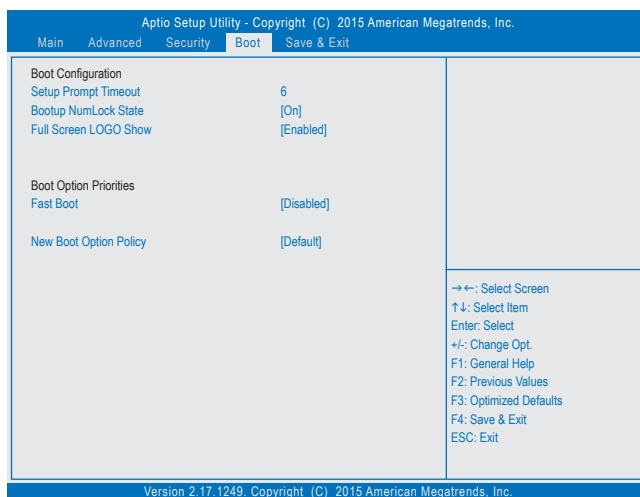 Aptio Setup Utility - Copyright (C) 2015 American Megatrends, Inc.
Main Advanced Security Boot Save & Exit
Boot Configuration
Setup Prompt Timeout 6
Bootup NumLock State [On]
Full Screen LOGO Show [Enabled]
Boot Option Priorities
Fast Boot [Disabled]
New Boot Option Policy [Default]
→←: Select Screen
↑↓: Select Item
Enter: Select
+/-: Change Opt.
F1: General Help
F2: Previous Values
F3: Optimized Defaults
F4: Save & Exit
ESC: Exit
Version 2.17.1249. Copyright (C) 2015 American Megatrends, Inc.